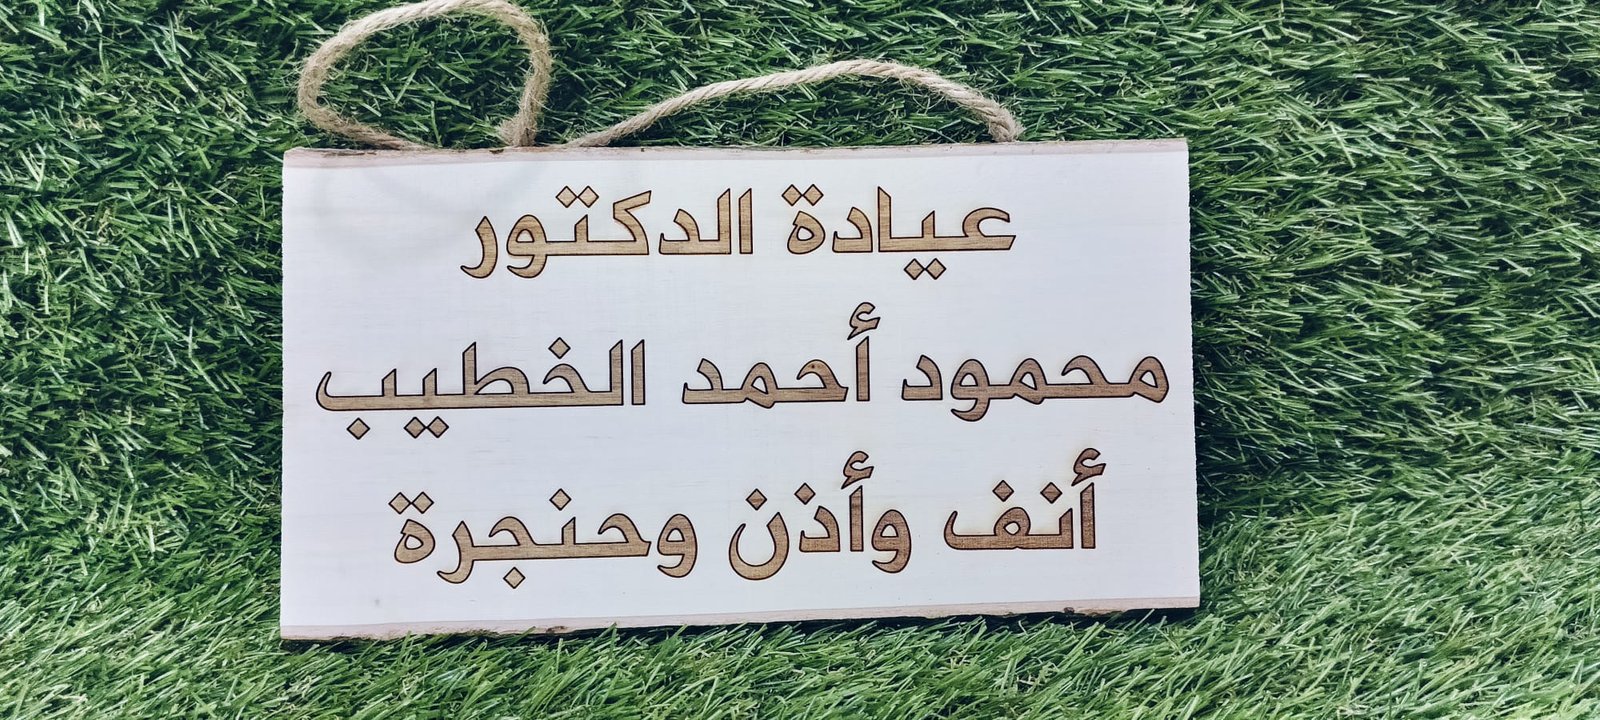 عيادة الدكتور
محمود أحمد الخطيب
أنف وأذن وحنجرة